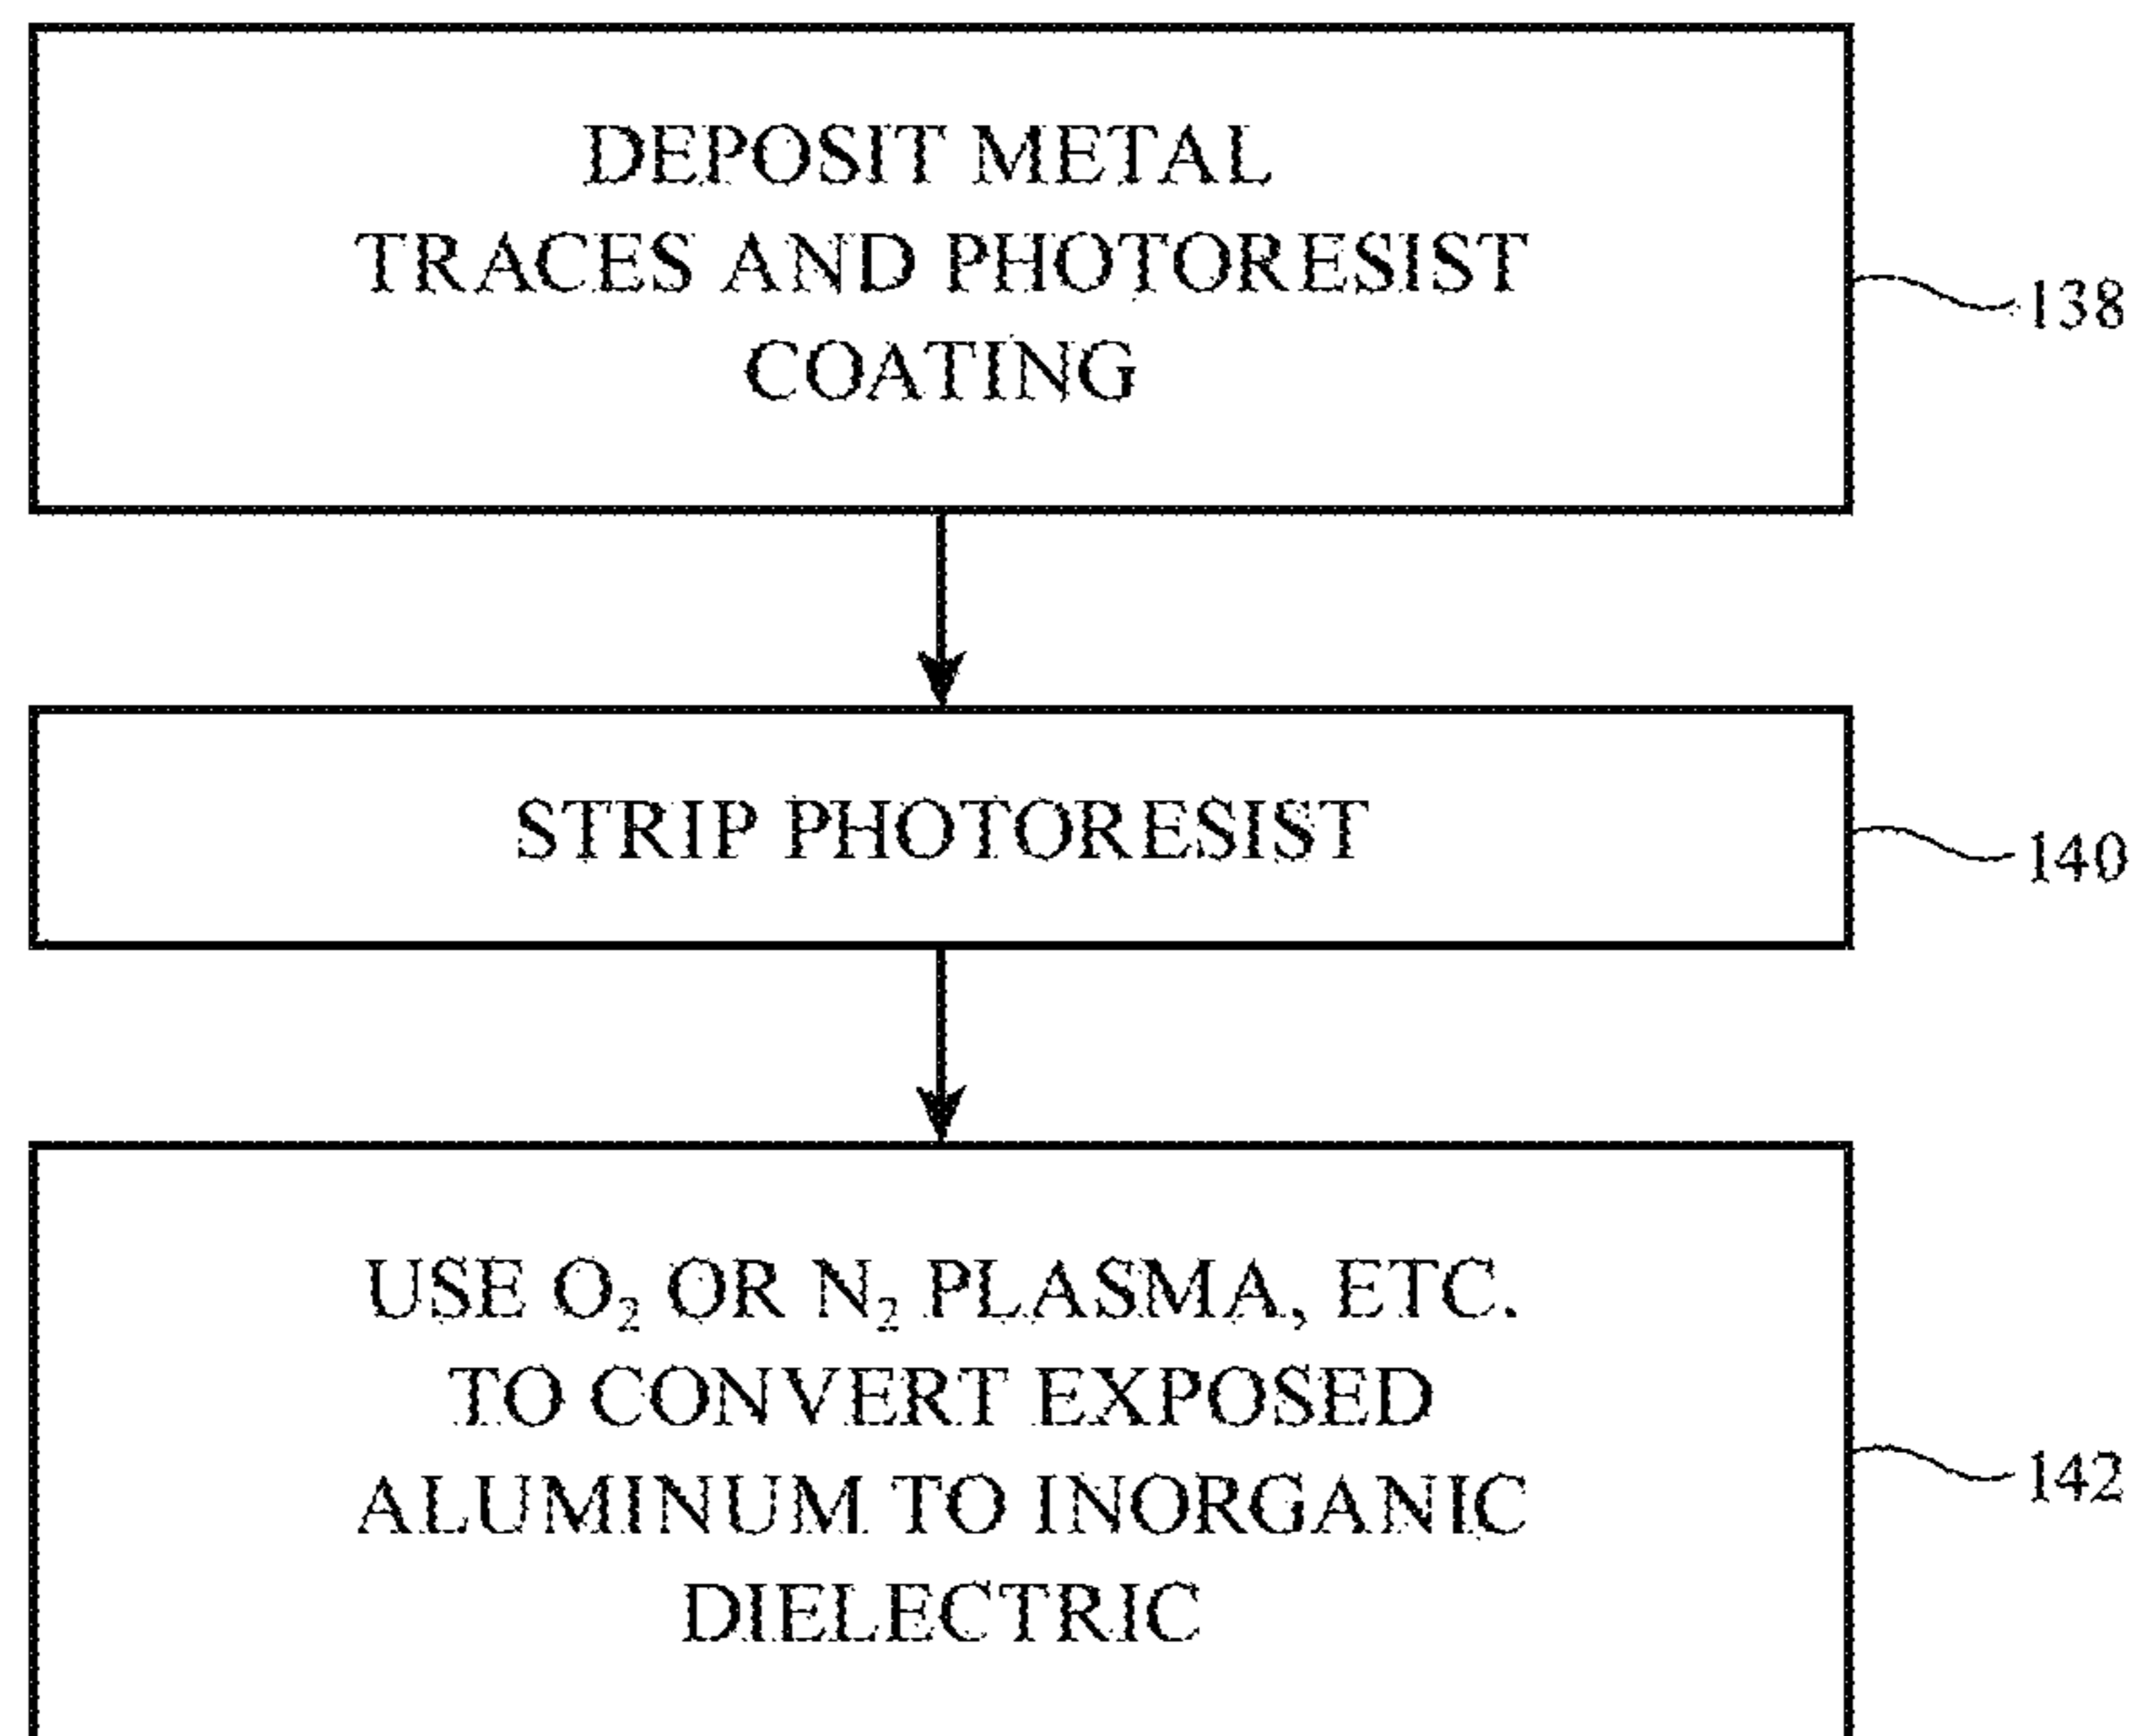 DEPOSIT METAL
TRACES AND PHOTORESIST
COATING
138
STRIP PHOTORESIST
140
USE O₂ OR N₂ PLASMA, ETC.
TO CONVERT EXPOSED
ALUMINUM TO INORGANIC
DIELECTRIC
142